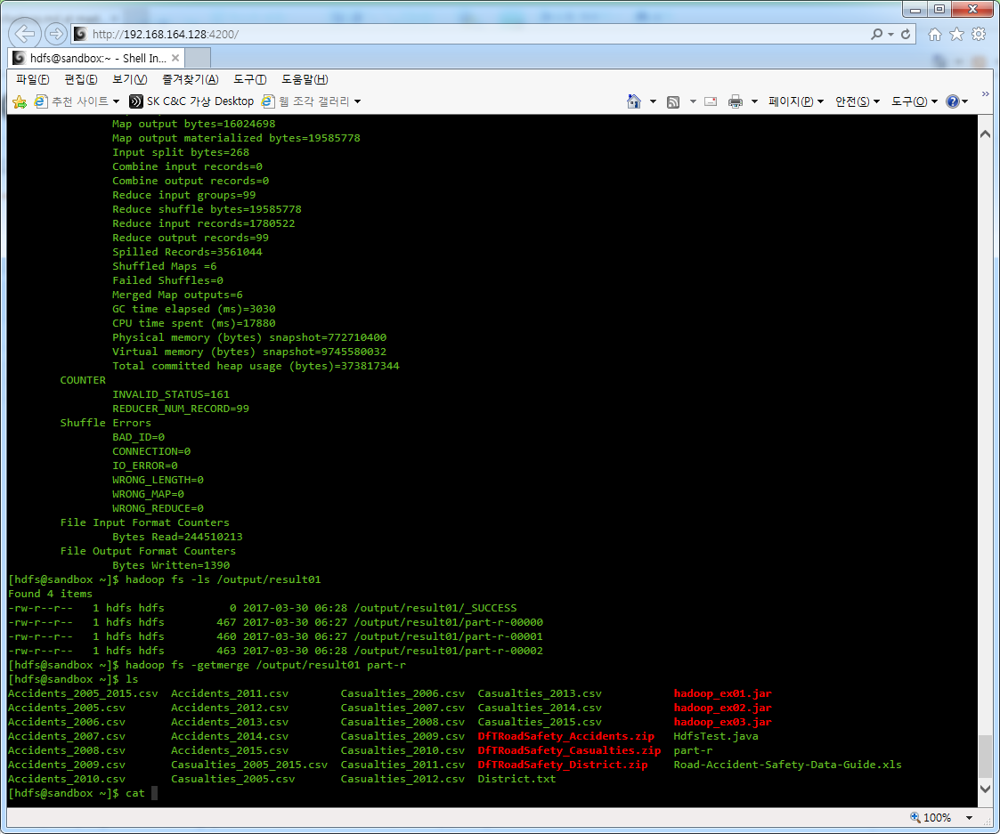 http://192.168.164.128:4200/
hdfs@sandbox:~ - Shell In...
파일(F) 편집(E) 보기(V) 즐겨찾기(A) 도구(T) 도움말(H)
추천 사이트 SK C&C 가상 Desktop 웹 조각 갤러리 페이지(P) 안전(S) 도구(O)
Map output bytes=16024698
Map output materialized bytes=19585778
Input split bytes=268
Combine input records=0
Combine output records=0
Reduce input groups=99
Reduce shuffle bytes=19585778
Reduce input records=1780522
Reduce output records=99
Spilled Records=3561044
Shuffled Maps =6
Failed Shuffles=0
Merged Map outputs=6
GC time elapsed (ms)=3030
CPU time spent (ms)=17880
Physical memory (bytes) snapshot=772710400
Virtual memory (bytes) snapshot=9745580032
Total committed heap usage (bytes)=373817344
COUNTER
INVALID_STATUS=161
REDUCER_NUM_RECORD=99
Shuffle Errors
BAD_ID=0
CONNECTION=0
IO_ERROR=0
WRONG_LENGTH=0
WRONG_MAP=0
WRONG_REDUCE=0
File Input Format Counters
Bytes Read=244510213
File Output Format Counters
Bytes Written=1390
[hdfs@sandbox ~]$ hadoop fs -ls /output/result01
Found 4 items
-rw-r--r--   1 hdfs hdfs          0 2017-03-30 06:28 /output/result01/_SUCCESS
-rw-r--r--   1 hdfs hdfs        467 2017-03-30 06:27 /output/result01/part-r-00000
-rw-r--r--   1 hdfs hdfs        460 2017-03-30 06:27 /output/result01/part-r-00001
-rw-r--r--   1 hdfs hdfs        463 2017-03-30 06:28 /output/result01/part-r-00002
[hdfs@sandbox ~]$ hadoop fs -getmerge /output/result01 part-r
[hdfs@sandbox ~]$ ls
Accidents_2005_2015.csv  Accidents_2011.csv  Casualties_2006.csv  Casualties_2013.csv  hadoop_ex01.jar
Accidents_2005.csv  Accidents_2012.csv  Casualties_2007.csv  Casualties_2014.csv  hadoop_ex02.jar
Accidents_2006.csv  Accidents_2013.csv  Casualties_2008.csv  Casualties_2015.csv  hadoop_ex03.jar
Accidents_2007.csv  Accidents_2014.csv  Casualties_2009.csv  DfTRoadSafety_Accidents.zip  HdfsTest.java
Accidents_2008.csv  Accidents_2015.csv  Casualties_2010.csv  DfTRoadSafety_Casualties.zip  part-r
Accidents_2009.csv  Casualties_2005_2015.csv  Casualties_2011.csv  DfTRoadSafety_District.zip  Road-Accident-Safety-Data-Guide.xls
Accidents_2010.csv  Casualties_2005.csv  Casualties_2012.csv  District.txt
[hdfs@sandbox ~]$ cat
100%